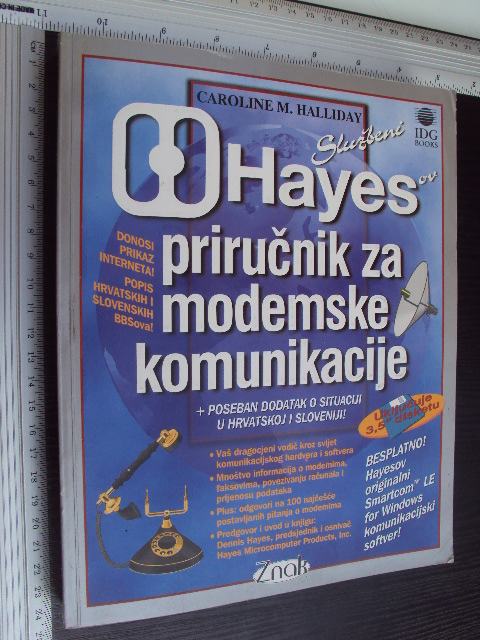 CAROLINE M. HALLIDAY
IDG
BOOKS
Službeni
Hayesov
priručnik za
modemske
komunikacije
DONOSI
PRIKAZ
INTERNETA!
POPIS
HRVATSKIH I
SLOVENSKIH
BBSova!
+ POSEBAN DODATAK O SITUACIJI
U HRVATSKOJ I SLOVENIJI!
Uključuje
3,5" disketu
• Vaš dragocjeni vodič kroz svijet
komunikacijskog hardvera i softvera
• Mnoštvo informacija o modemima,
faksovima, povezivanju računala i
prijenosu podataka
• Plus: odgovori na 100 najčešće
postavljanih pitanja o modemima
• Predgovor i uvod u knjigu:
Dennis Hayes, predsjednik i osnivač
Hayes Microcomputer Products, Inc.
BESPLATNO!
Hayesov
originalni
Smartcom™ LE
for Windows
komunikacijski
softver!
Znak